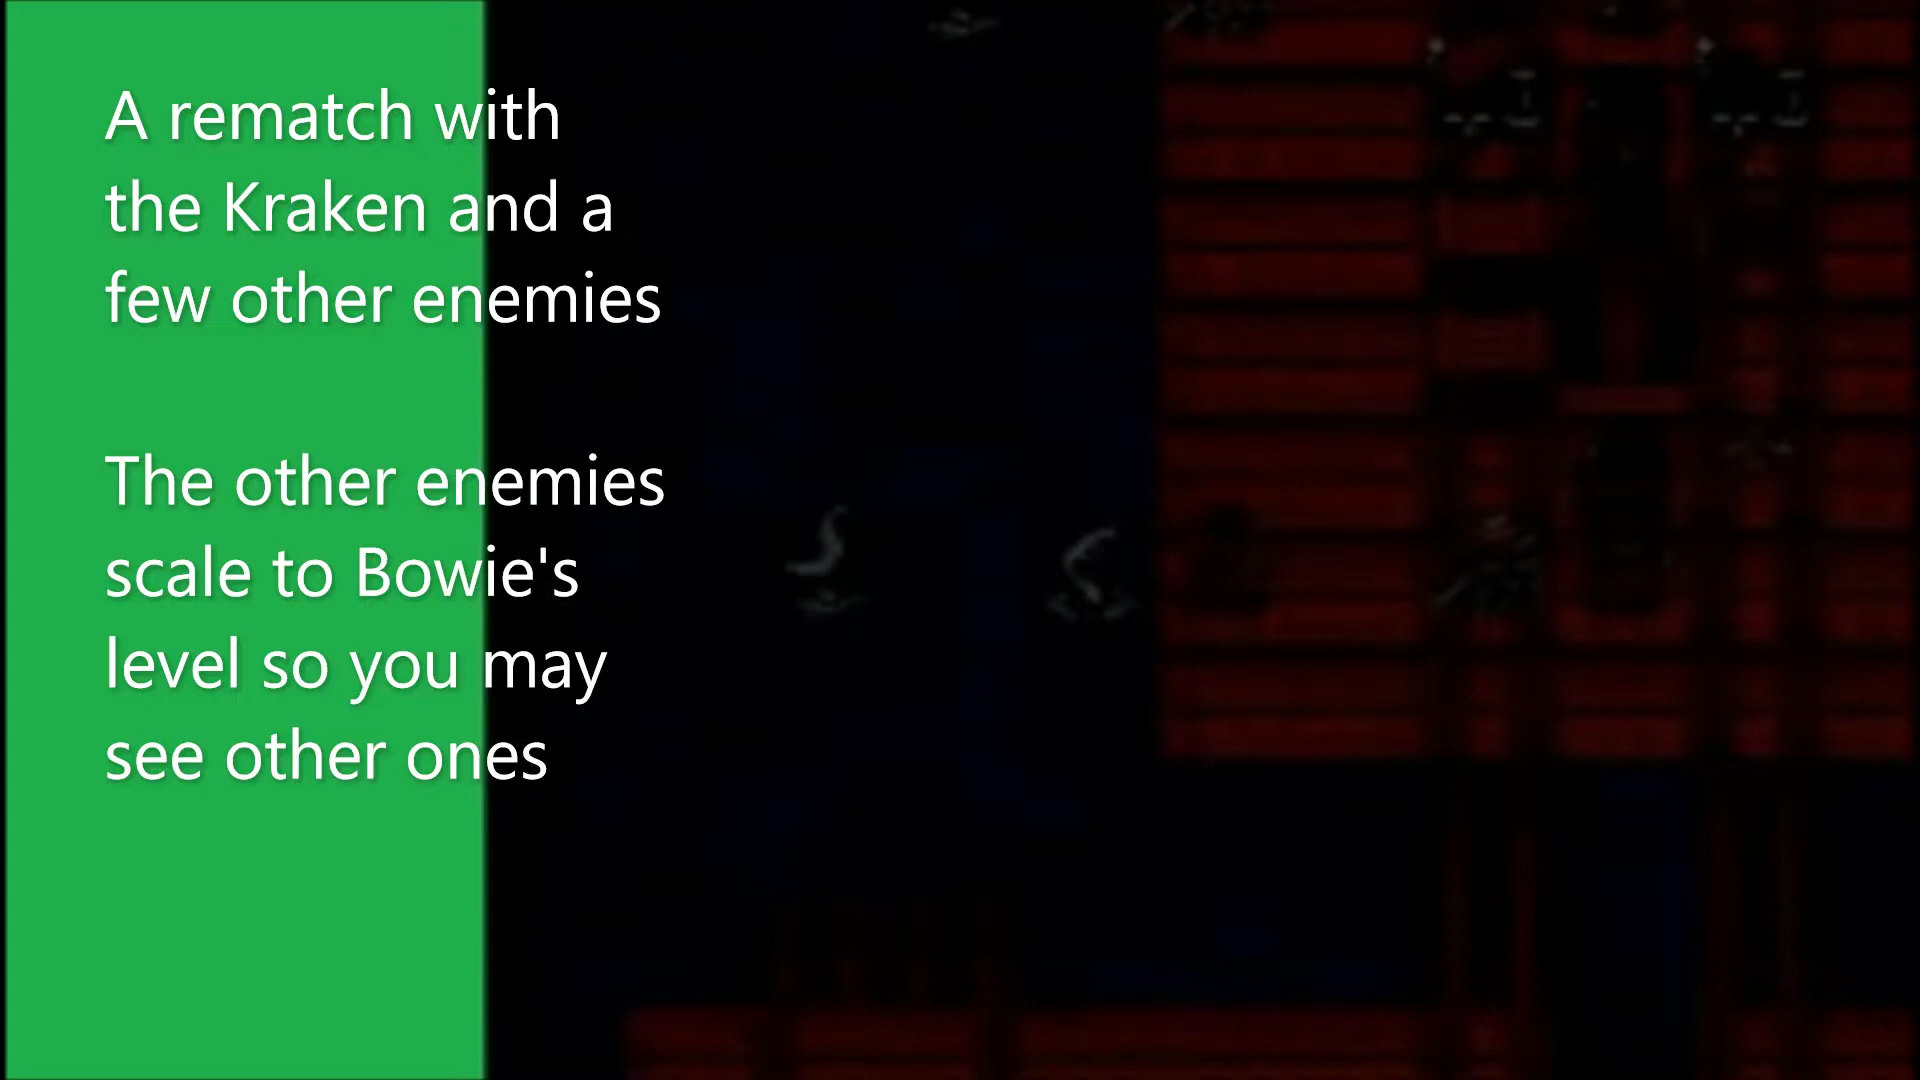 A rematch with
the Kraken and a
few other enemies
The other enemies
scale to Bowie's
level so you may
see other ones